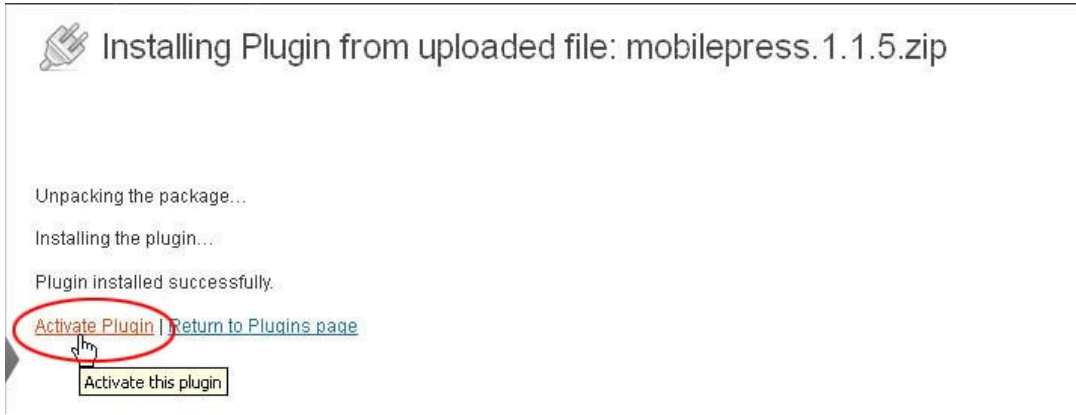 Installing Plugin from uploaded file: mobilepress.1.1.5.zip
Unpacking the package...
Installing the plugin...
Plugin installed successfully.
Activate Plugin | Return to Plugins page
Activate this plugin